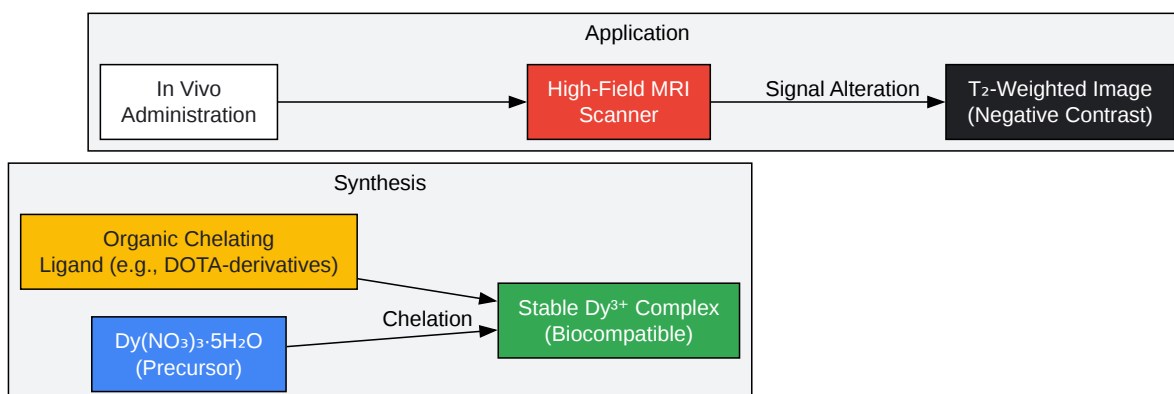 Application
In Vivo
Administration
High-Field MRI
Scanner
Signal Alteration
T₂-Weighted Image
(Negative Contrast)
Synthesis
Organic Chelating
Ligand (e.g., DOTA-derivatives)
Chelation
Dy(NO₃)₃·5H₂O
(Precursor)
Stable Dy³⁺ Complex
(Biocompatible)